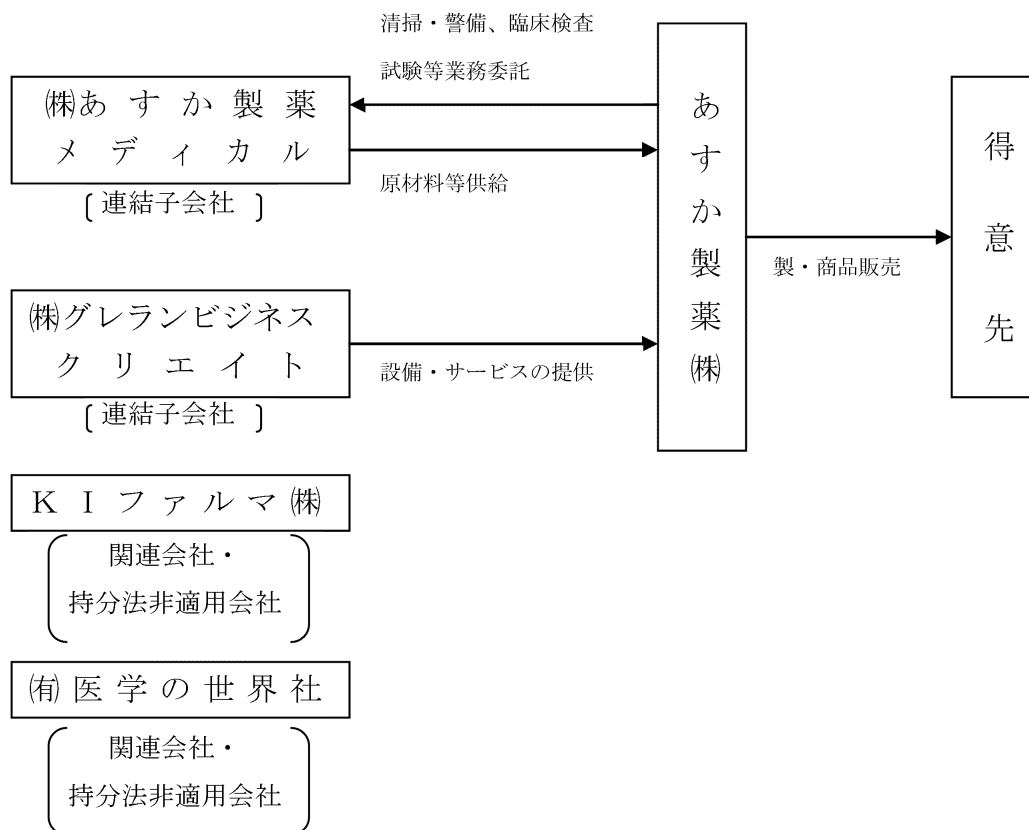 清掃・警備、臨床検査
試験等業務委託
㈱あすか製薬
メディカル
連結子会社
原材料等供給
㈱グレランビジネス
クリエイト
連結子会社
設備・サービスの提供
あすか製薬㈱
製・商品販売
得意先
KIファルマ㈱
関連会社・
持分法非適用会社
㈲医学の世界社
関連会社・
持分法非適用会社